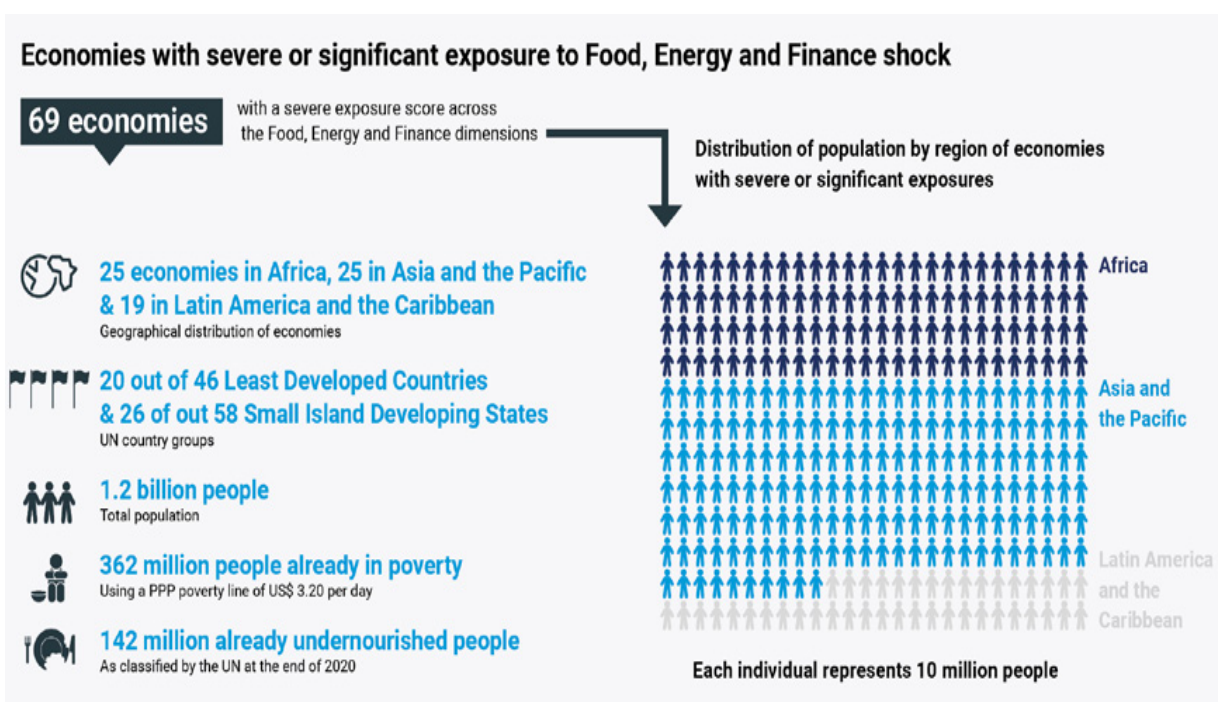 Economies with severe or significant exposure to Food, Energy and Finance shock
69 economies
with a severe exposure score across
the Food, Energy and Finance dimensions
Distribution of population by region of economies
with severe or significant exposures
25 economies in Africa, 25 in Asia and the Pacific
& 19 in Latin America and the Caribbean
Geographical distribution of economies
20 out of 46 Least Developed Countries
& 26 of out 58 Small Island Developing States
UN country groups
1.2 billion people
Total population
362 million people already in poverty
Using a PPP poverty line of US$ 3.20 per day
142 million already undernourished people
As classified by the UN at the end of 2020
Africa
Asia and
the Pacific
Latin America
and the
Caribbean
Each individual represents 10 million people